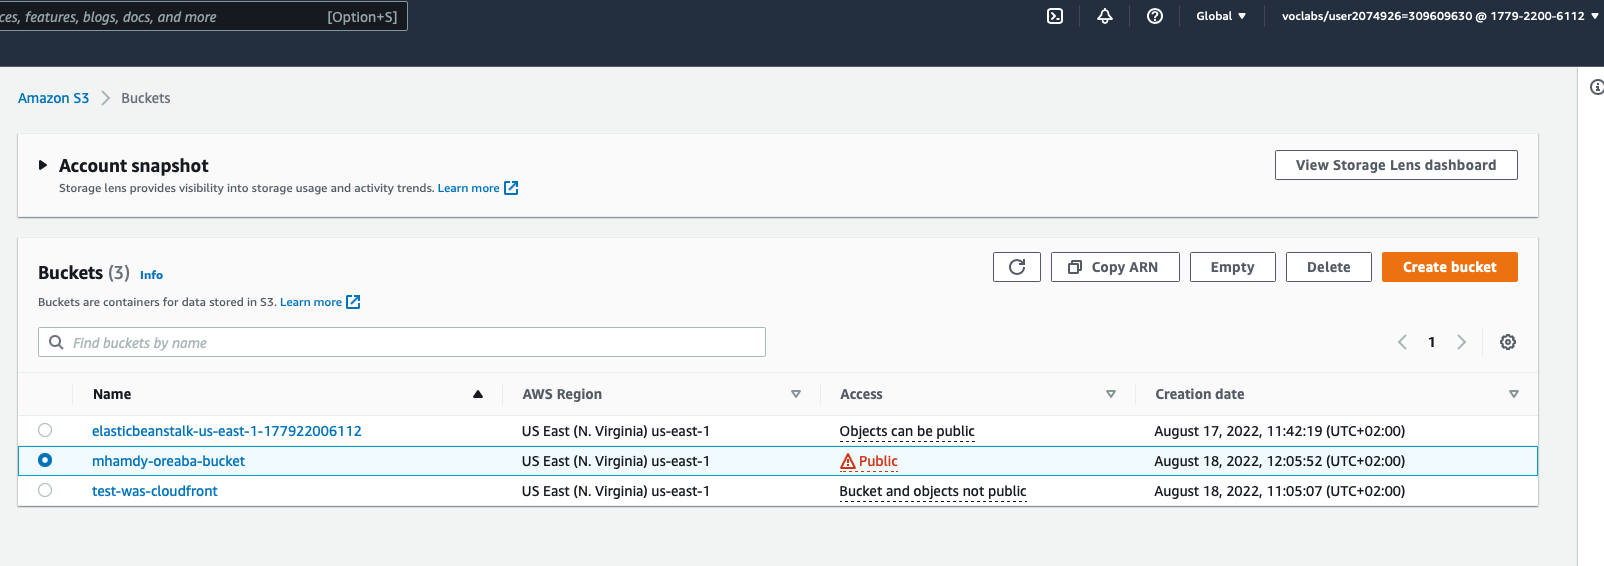 ces, features, blogs, docs, and more [Option+S] Global voclabs/user2074926=309609630 @ 1779-2200-6112
Amazon S3 Buckets
Account snapshot View Storage Lens dashboard
Storage lens provides visibility into storage usage and activity trends. Learn more
Buckets (3) Info Copy ARN Empty Delete Create bucket
Buckets are containers for data stored in S3. Learn more
Find buckets by name 1
Name AWS Region Access Creation date
elasticbeanstalk-us-east-1-177922006112 US East (N. Virginia) us-east-1 Objects can be public August 17, 2022, 11:42:19 (UTC+02:00)
mhamdy-oreaba-bucket US East (N. Virginia) us-east-1 Public August 18, 2022, 12:05:52 (UTC+02:00)
test-was-cloudfront US East (N. Virginia) us-east-1 Bucket and objects not public August 18, 2022, 11:05:07 (UTC+02:00)